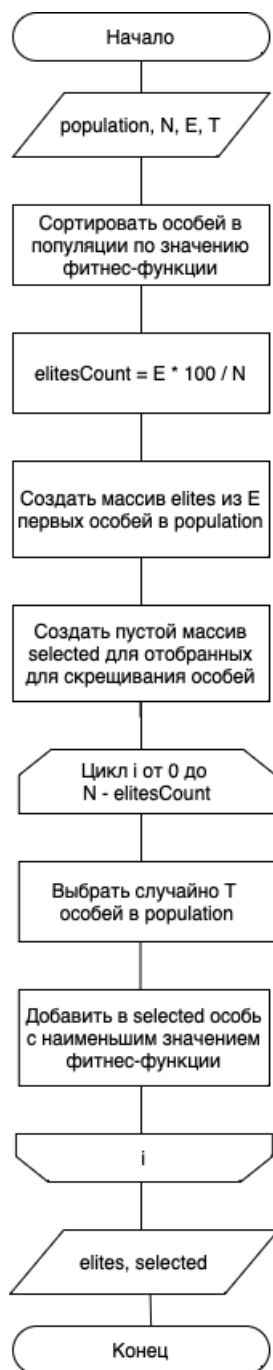 Начало
population, N, E, T
Сортировать особей в
популяции по значению
фитнес-функции
elitesCount = E * 100 / N
Создать массив elites из E
первых особей в population
Создать пустой массив
selected для отобранных
для скрещивания особей
Цикл i от 0 до
N - elitesCount
Выбрать случайно T
особей в population
Добавить в selected особь
с наименьшим значением
фитнес-функции
i
elites, selected
Конец